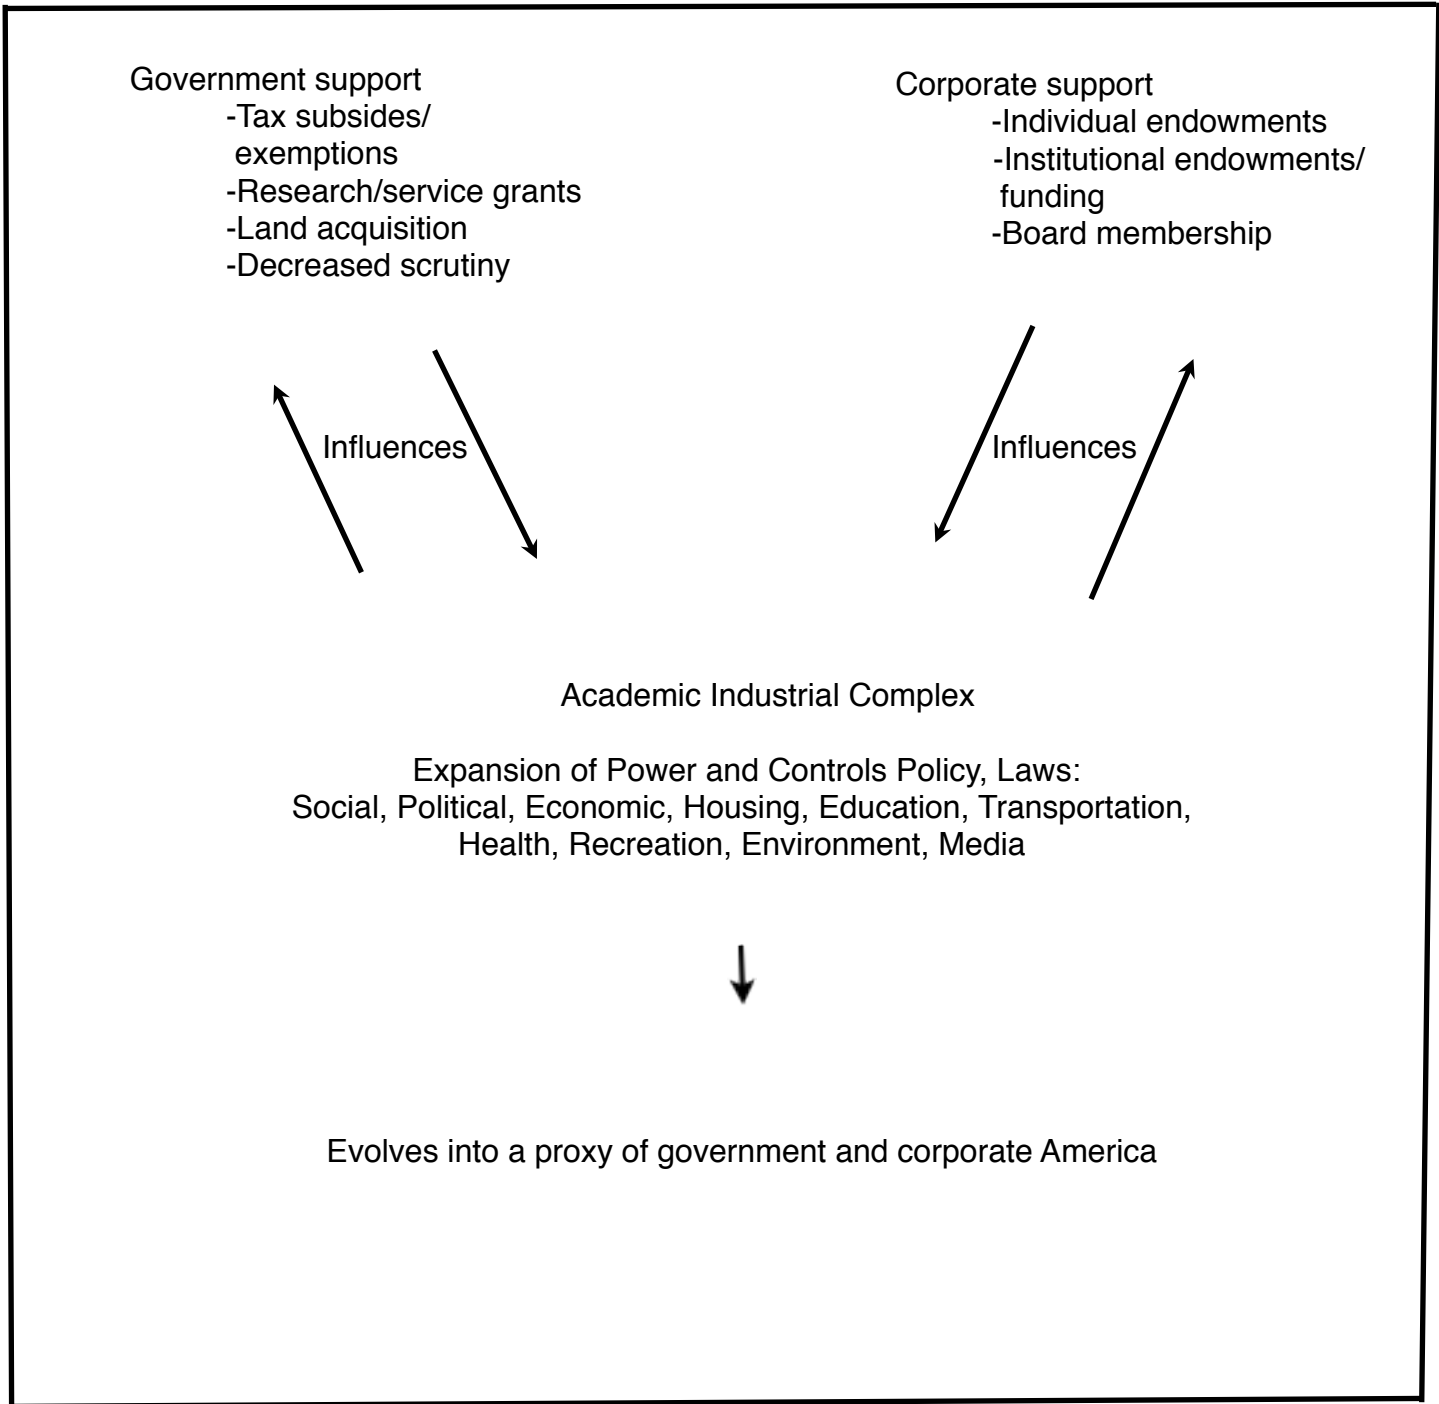 Government support
-Tax subsides/
exemptions
-Research/service grants
-Land acquisition
-Decreased scrutiny
Corporate support
-Individual endowments
-Institutional endowments/
funding
-Board membership
Influences
Influences
Academic Industrial Complex
Expansion of Power and Controls Policy, Laws:
Social, Political, Economic, Housing, Education, Transportation,
Health, Recreation, Environment, Media
Evolves into a proxy of government and corporate America